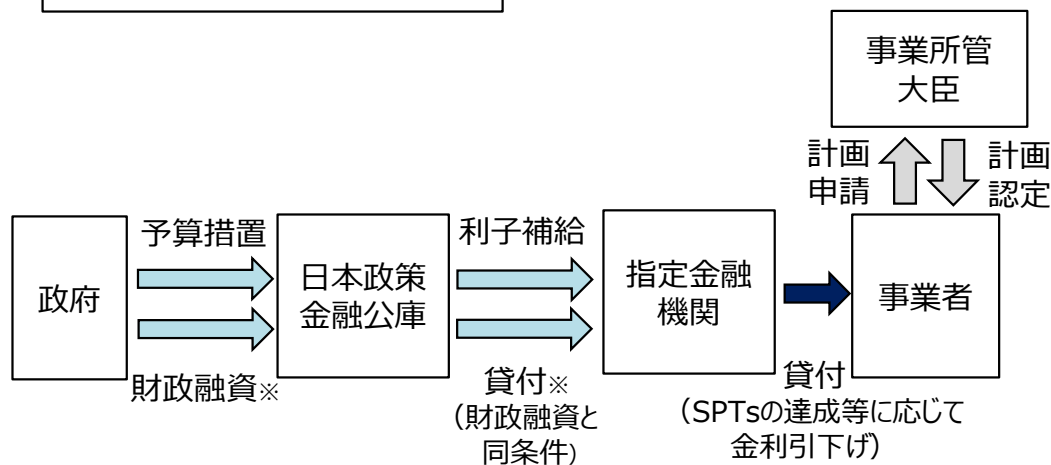 事業所管
大臣
計画
申請
計画
認定
政府
予算措置
財政融資※
日本政策
金融公庫
利子補給
貸付※
（財政融資と
同条件）
指定金融
機関
貸付
（SPTsの達成等に応じて
金利引下げ）
事業者